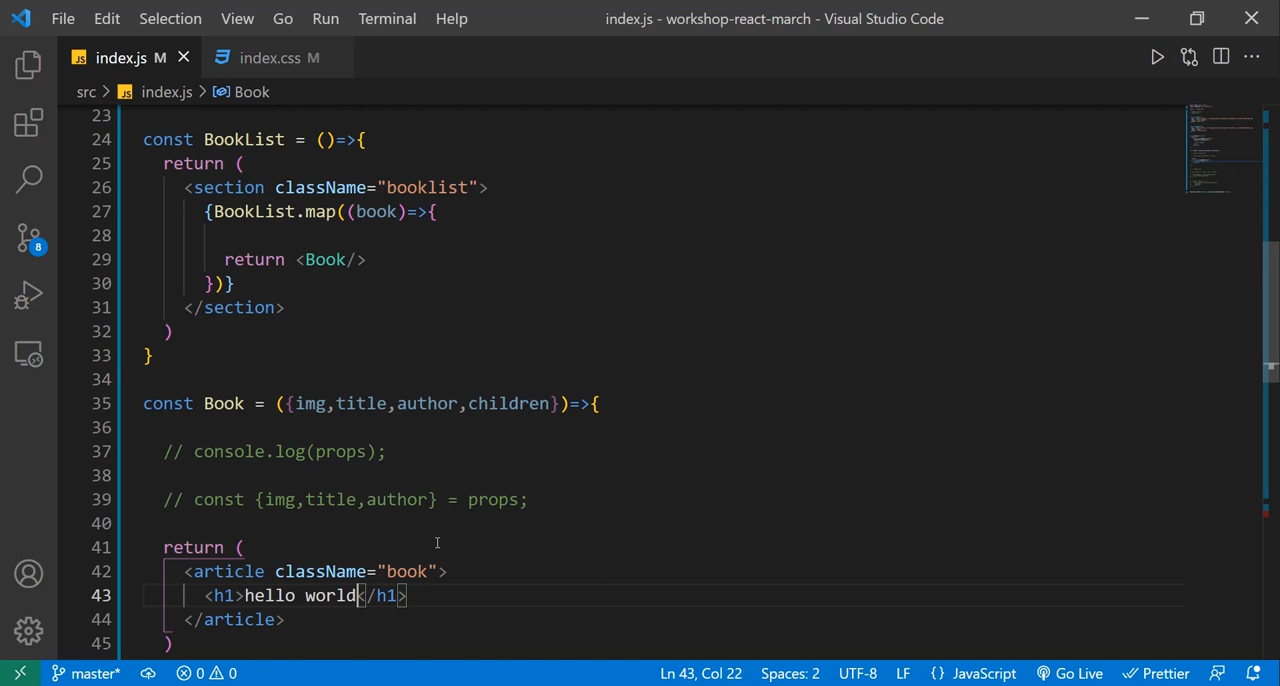 File Edit Selection View Go Run Terminal Help index.js - workshop-react-march - Visual Studio Code
JS index.js M index.css M
src > JS index.js > Book
23
24 const BookList = ()=>{
25 return (
26 <section className="booklist">
27 {BookList.map((book)=>{
28
29 return <Book/>
30 })}
31 </section>
32 )
33 }
34
35 const Book = ({img,title,author,children})=>{
36
37 // console.log(props);
38
39 // const {img,title,author} = props;
40
41 return (
42 <article className="book">
43 <h1>hello world</h1>
44 </article>
45 )
8
master* 0 0 Ln 43, Col 22 Spaces: 2 UTF-8 LF {} JavaScript Go Live Prettier